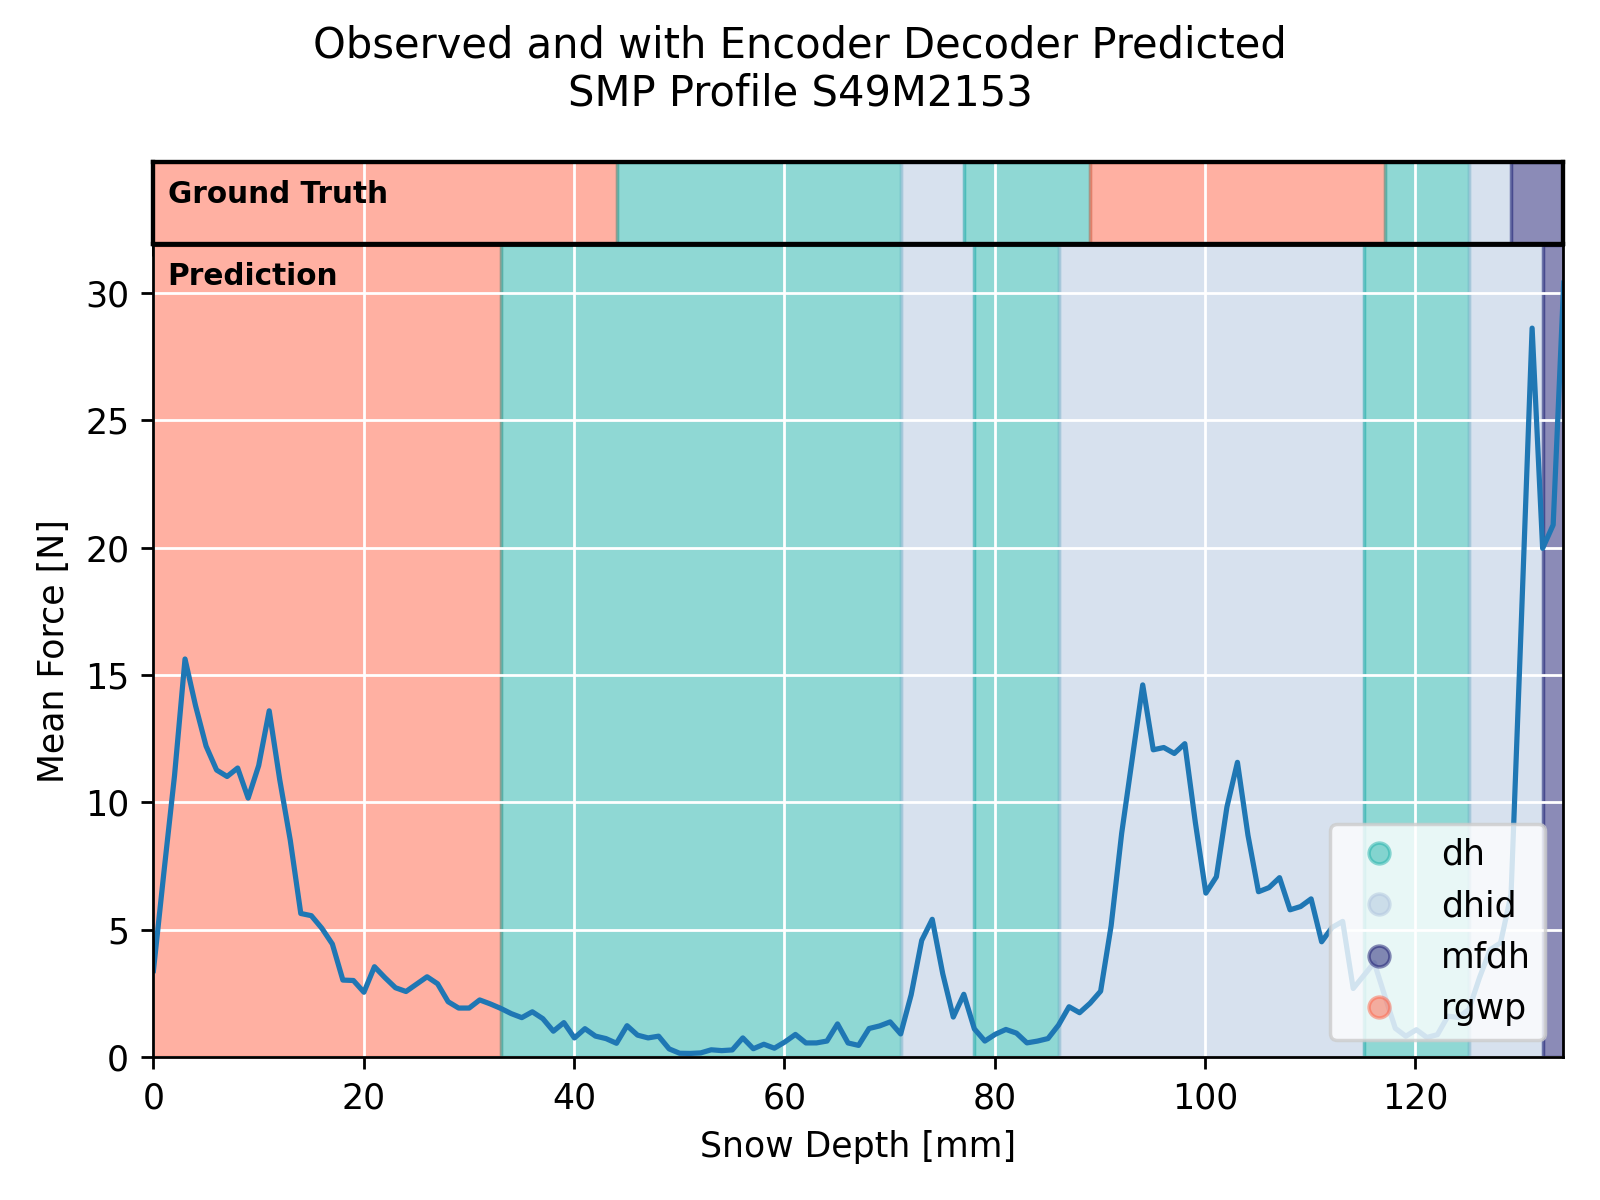 Observed and with Encoder Decoder Predicted
SMP Profile S49M2153
Ground Truth
Prediction
30
25
20
15
10
5
0
Mean Force [N]
dh
dhid
mfdh
rgwp
0 20 40 60 80 100 120
Snow Depth [mm]